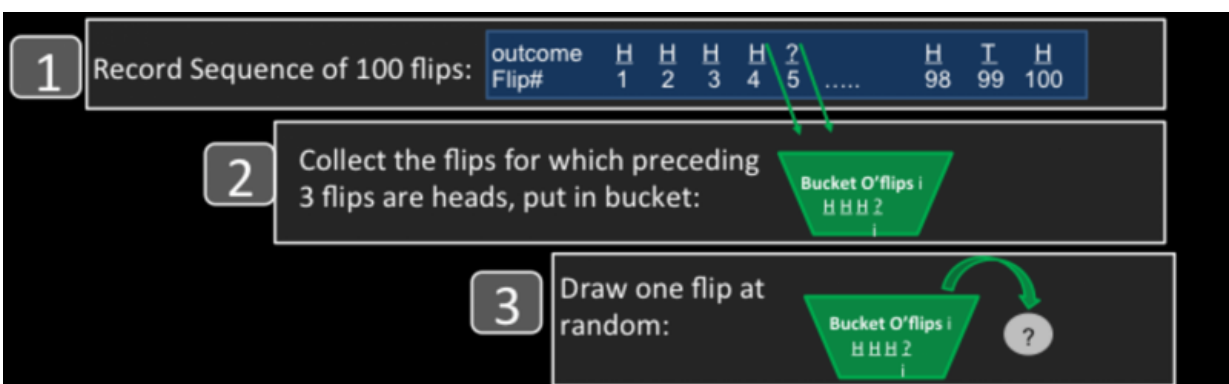 1
Record Sequence of 100 flips:
outcome H H H H ? H T H
Flip# 1 2 3 4 5 ..... 98 99 100
2
Collect the flips for which preceding
3 flips are heads, put in bucket:
Bucket O'flips i
H H H ?
i
3
Draw one flip at
random:
Bucket O'flips i
H H H ?
i
?